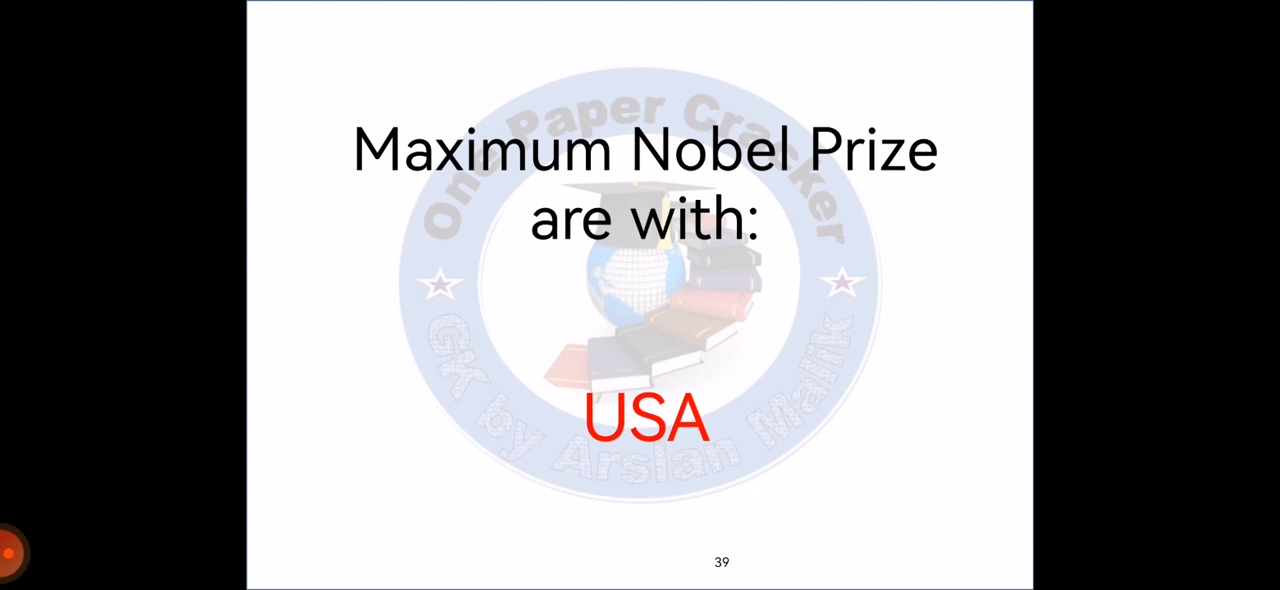 One Paper Cracker
Maximum Nobel Prize
are with:
USA
GK by Arslan Malik
39